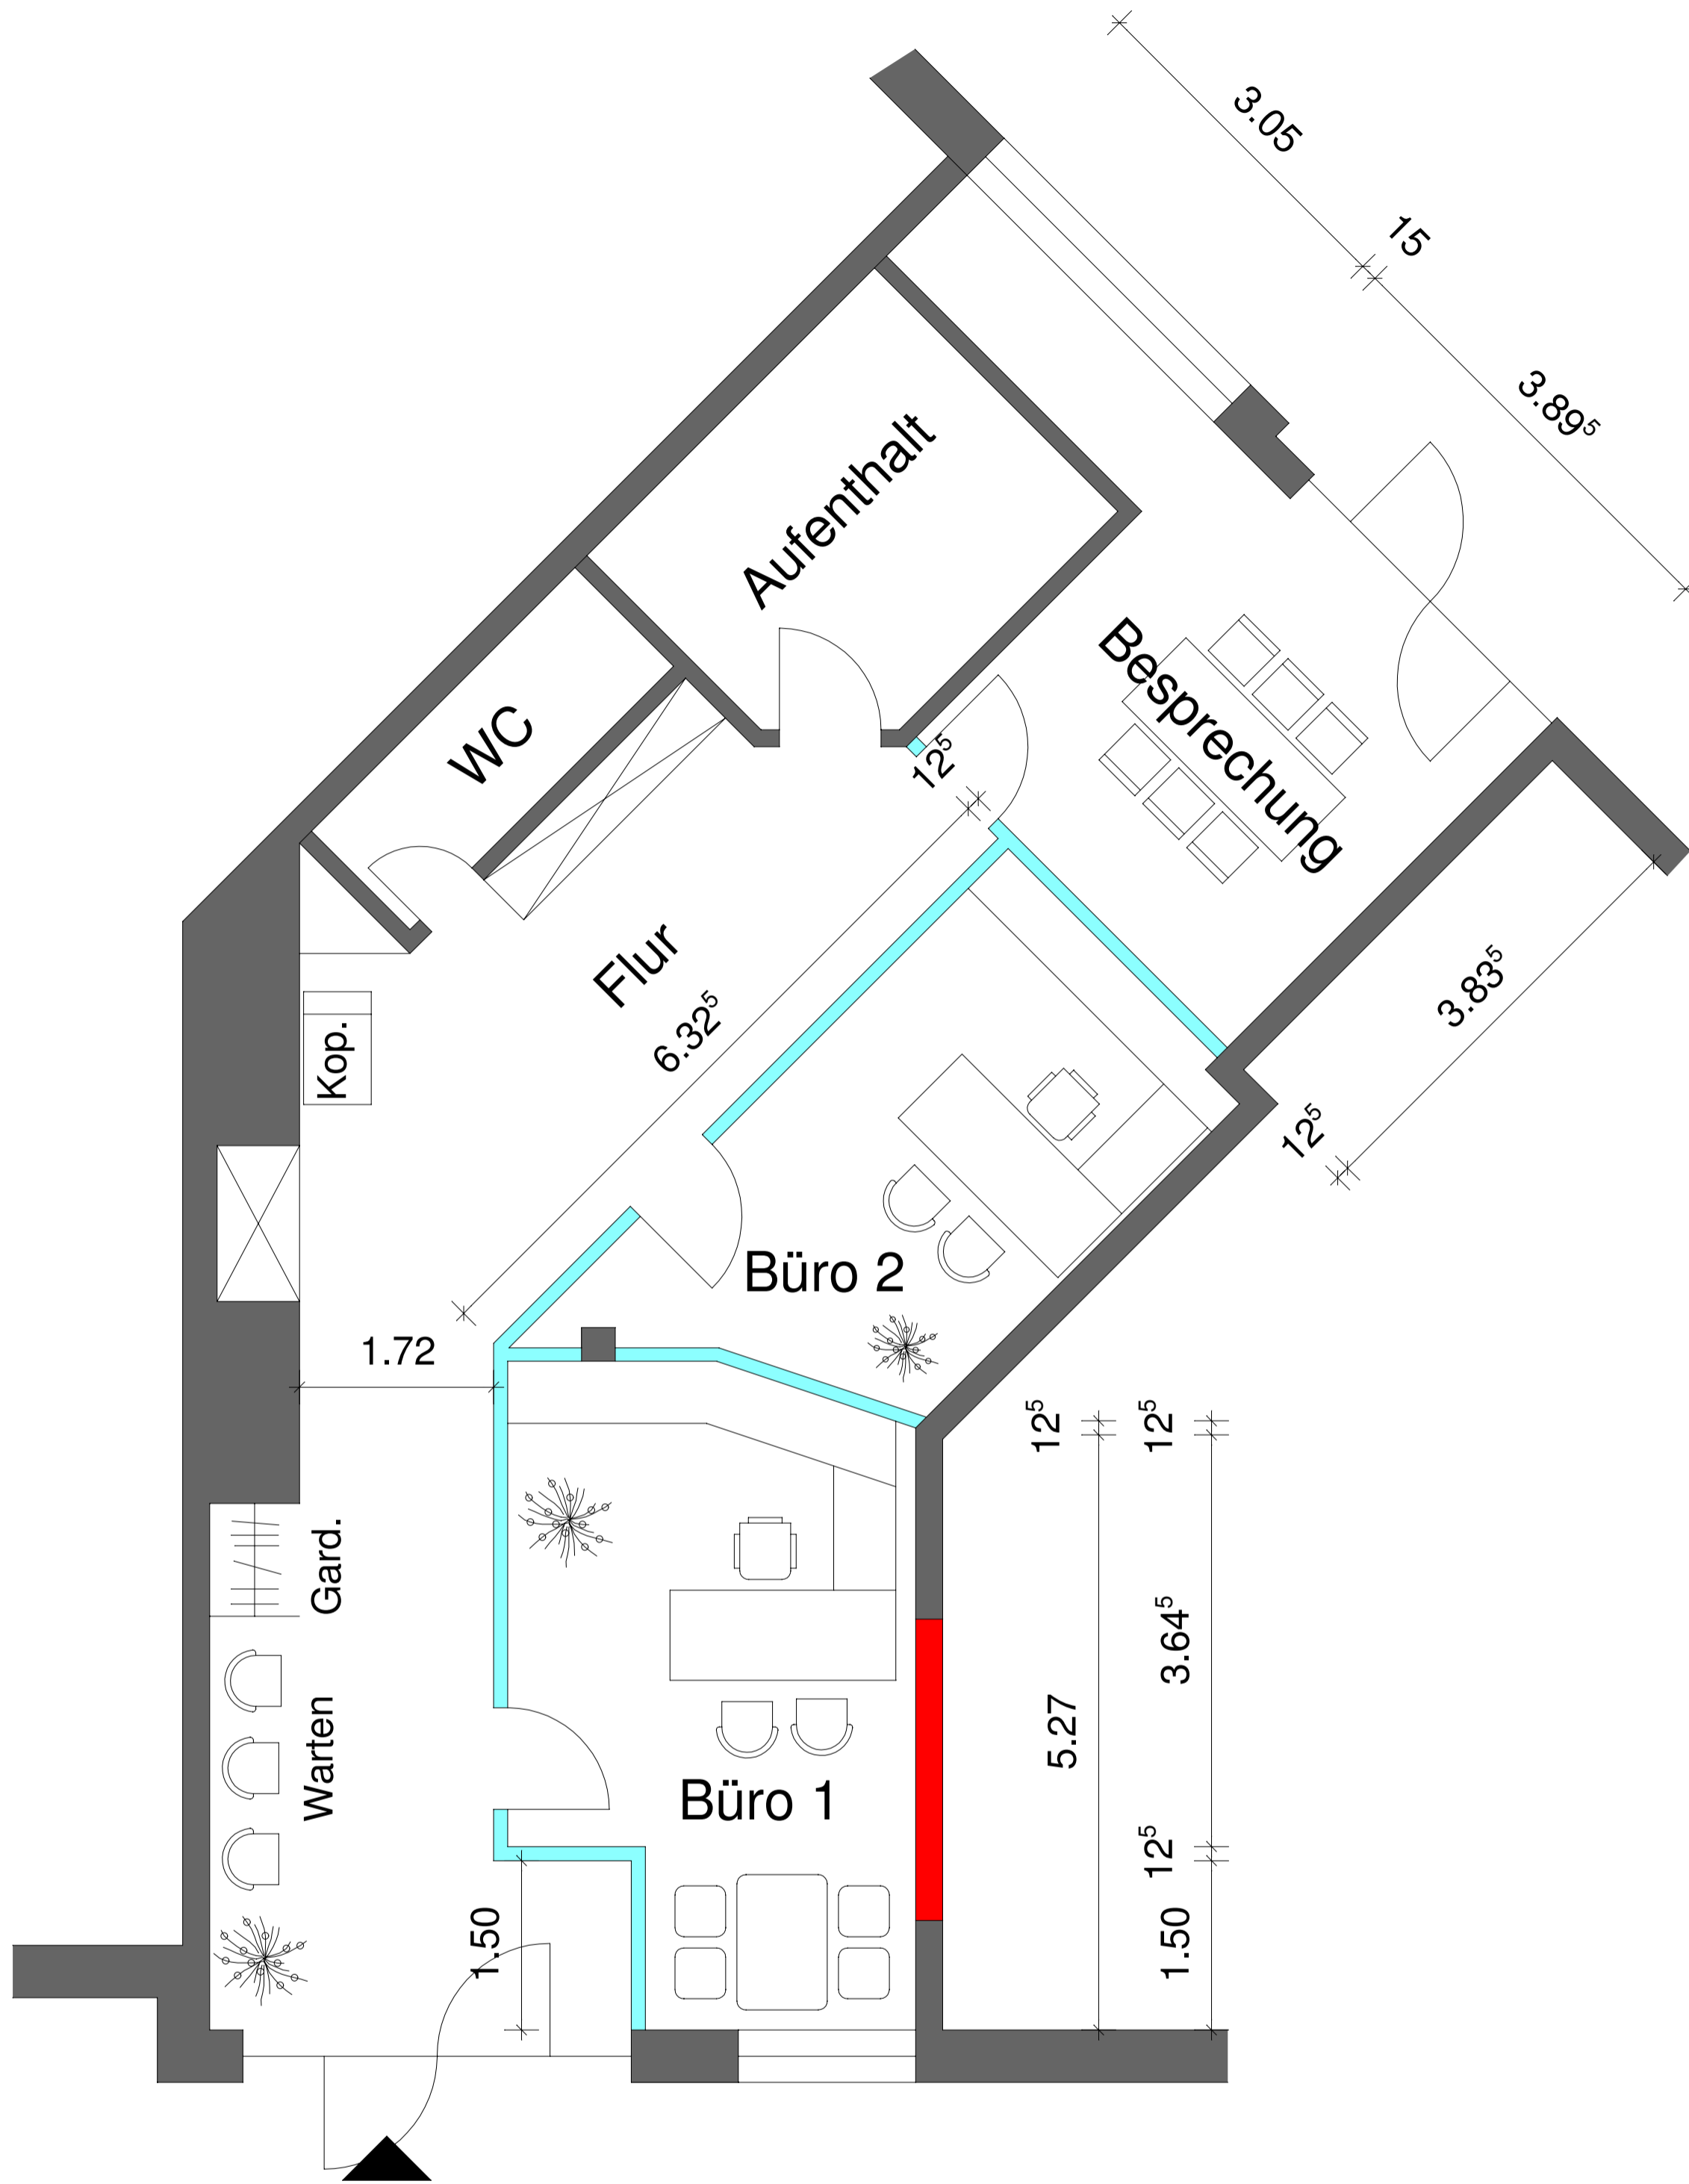 3.05
15
3.89⁵
Aufenthalt
Besprechung
WC
12⁵
Flur
6.32⁵
3.83⁵
Kop.
12⁵
Büro 2
1.72
12⁵
12⁵
Gard.
3.64⁵
5.27
Warten
Büro 1
12⁵
1.50
1.50